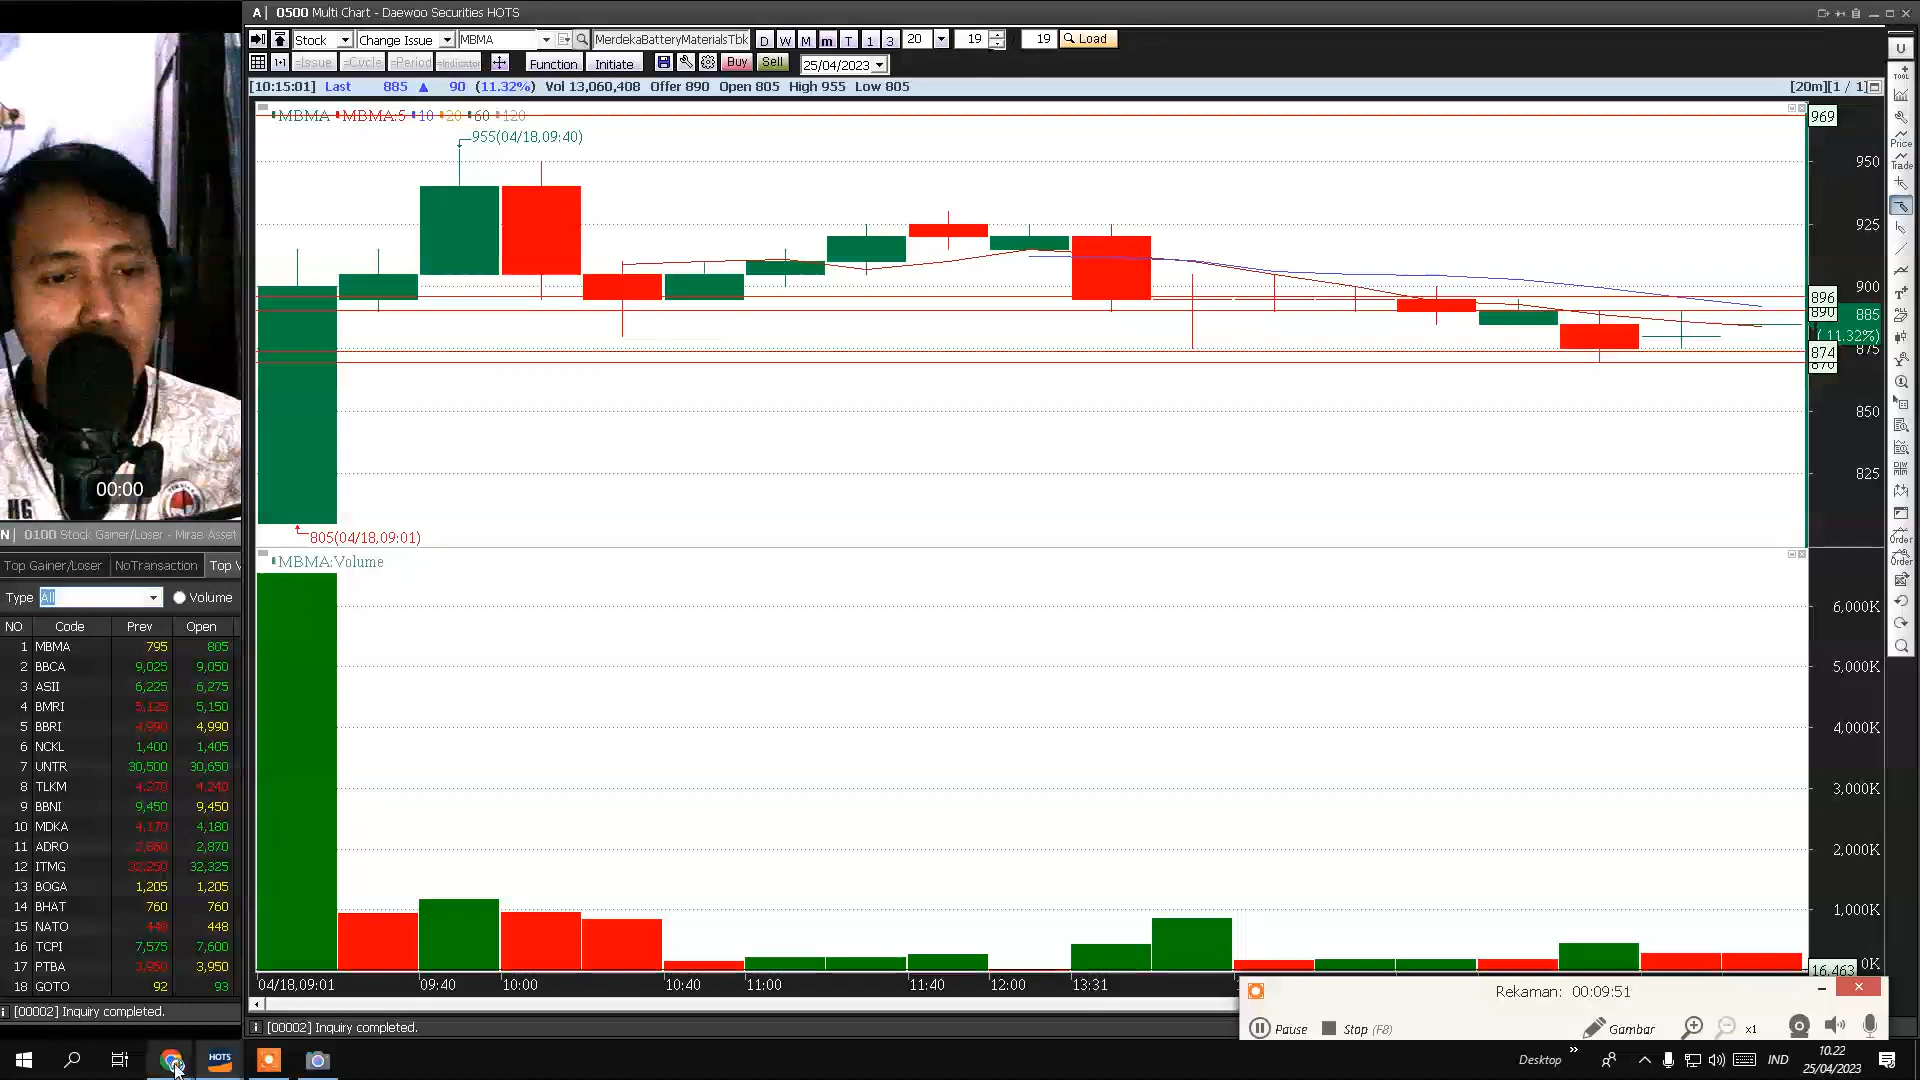 A | 0500 Multi Chart - Daewoo Securities HOTS
Stock Change Issue MBMA MerdekaBatteryMaterialsTbk D W M m T 1 3 20 19 19 Load
1•1 =Issue =Cycle =Period =Indicator Function Initiate Buy Sell 25/04/2023
[10:15:01] Last 885 ▲ 90 (11.32%) Vol 13,060,408 Offer 890 Open 805 High 955 Low 805 [20m][1 / 1]
MBMA MBMA:5 10 20 60 120
955(04/18,09:40)
805(04/18,09:01)
969
950
925
900
896
890
885
( 11.32%)
875
874
870
850
825
MBMA:Volume
6,000K
5,000K
4,000K
3,000K
2,000K
1,000K
0K
16,463
04/18,09:01 09:40 10:00 10:40 11:00 11:40 12:00 13:31
[00002] Inquiry completed.
U
TOOL
Price
Trade
Order
Order
HG
00:00
N | 0100 Stock Gainer/Loser - Mirae Asset
Top Gainer/Loser NoTransaction Top V
Type All Volume
NO Code Prev Open
1 MBMA 795 805
2 BBCA 9,025 9,050
3 ASII 6,225 6,275
4 BMRI 5,125 5,150
5 BBRI 4,990 4,990
6 NCKL 1,400 1,405
7 UNTR 30,500 30,650
8 TLKM 4,270 4,240
9 BBNI 9,450 9,450
10 MDKA 4,170 4,180
11 ADRO 2,860 2,870
12 ITMG 32,250 32,325
13 BOGA 1,205 1,205
14 BHAT 760 760
15 NATO 448 448
16 TCPI 7,575 7,600
17 PTBA 3,950 3,950
18 GOTO 92 93
[00002] Inquiry completed.
Rekaman: 00:09:51
Pause Stop (F8) Gambar x1
HOTS
Desktop » IND 10.22
25/04/2023